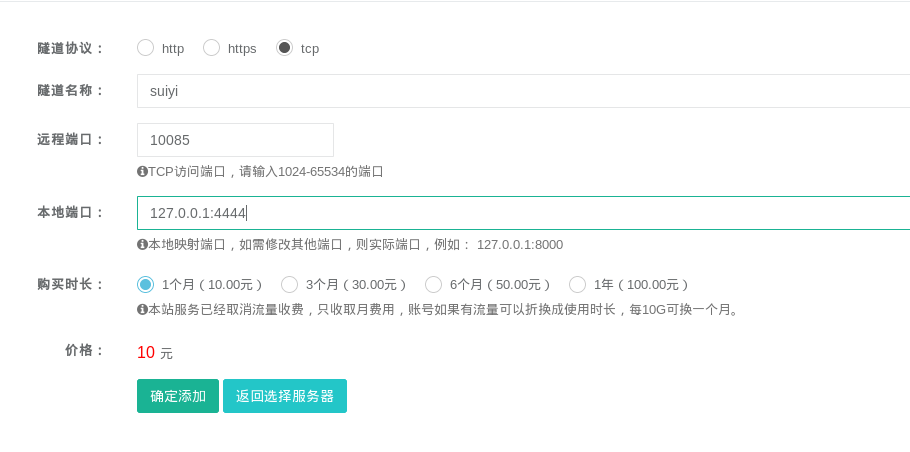 隧道协议： http https tcp
隧道名称： suiyi
远程端口： 10085
TCP访问端口，请输入1024-65534的端口
本地端口： 127.0.0.1:4444
本地映射端口，如需修改其他端口，则实际端口，例如： 127.0.0.1:8000
购买时长： 1个月（10.00元） 3个月（30.00元） 6个月（50.00元） 1年（100.00元）
本站服务已经取消流量收费，只收取月费用，账号如果有流量可以折换成使用时长，每10G可换一个月。
价格： 10 元
确定添加 返回选择服务器